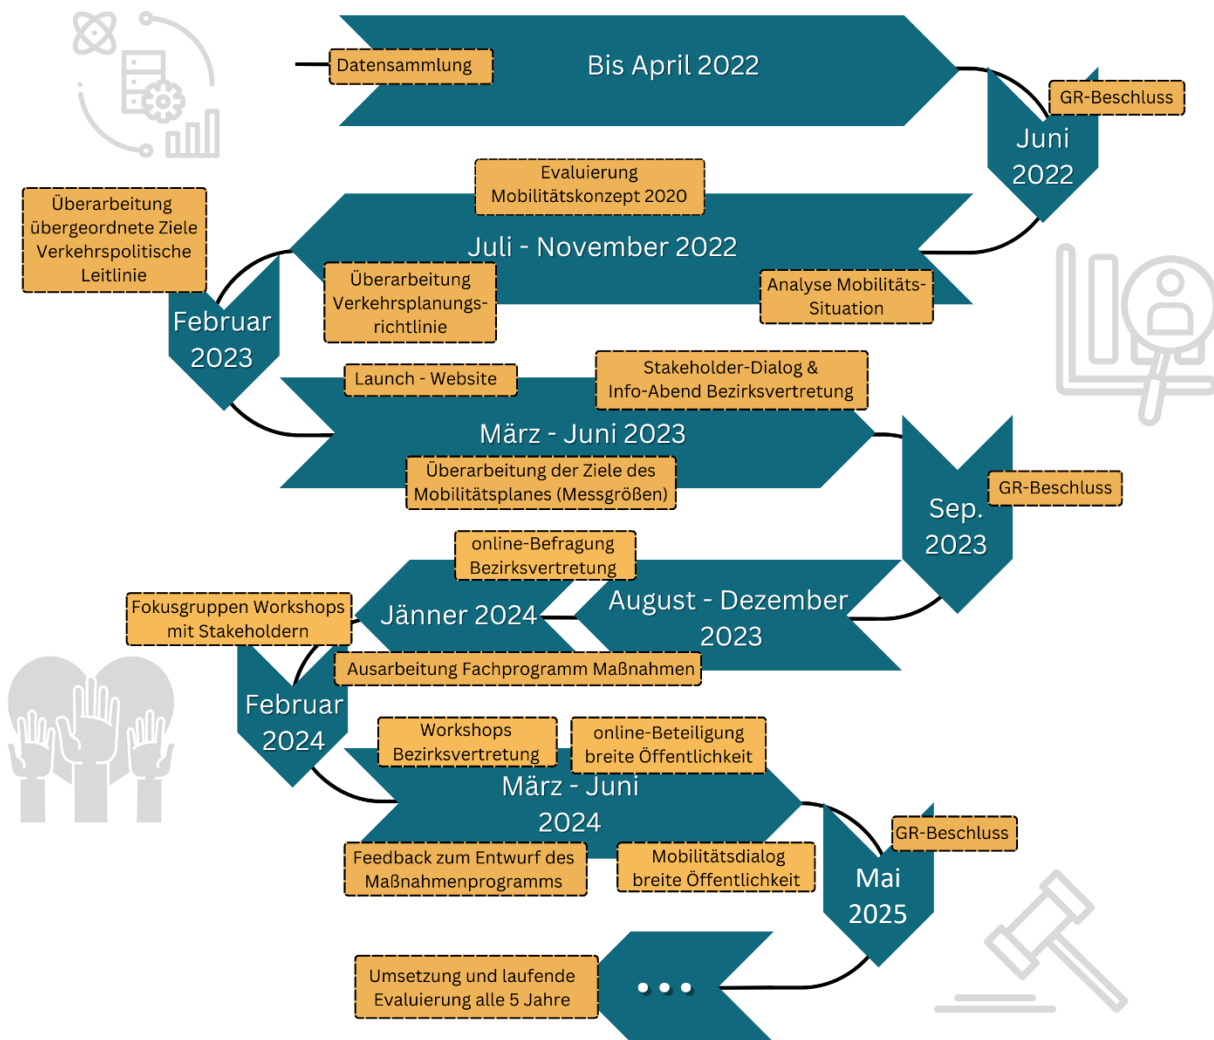 Datensammlung
Bis April 2022
GR-Beschluss
Juni
2022
Evaluierung
Mobilitätskonzept 2020
Juli - November 2022
Analyse Mobilitäts-
Situation
Überarbeitung
Verkehrsplanungs-
richtlinie
Überarbeitung
übergeordnete Ziele
Verkehrspolitische
Leitlinie
Februar
2023
Launch - Website
Stakeholder-Dialog &
Info-Abend Bezirksvertretung
März - Juni 2023
Überarbeitung der Ziele des
Mobilitätsplanes (Messgrößen)
GR-Beschluss
Sep.
2023
online-Befragung
Bezirksvertretung
August - Dezember
2023
Jänner 2024
Ausarbeitung Fachprogramm Maßnahmen
Fokusgruppen Workshops
mit Stakeholdern
Februar
2024
Workshops
Bezirksvertretung
online-Beteiligung
breite Öffentlichkeit
März - Juni
2024
Feedback zum Entwurf des
Maßnahmenprogramms
Mobilitätsdialog
breite Öffentlichkeit
GR-Beschluss
Mai
2025
Umsetzung und laufende
Evaluierung alle 5 Jahre
...